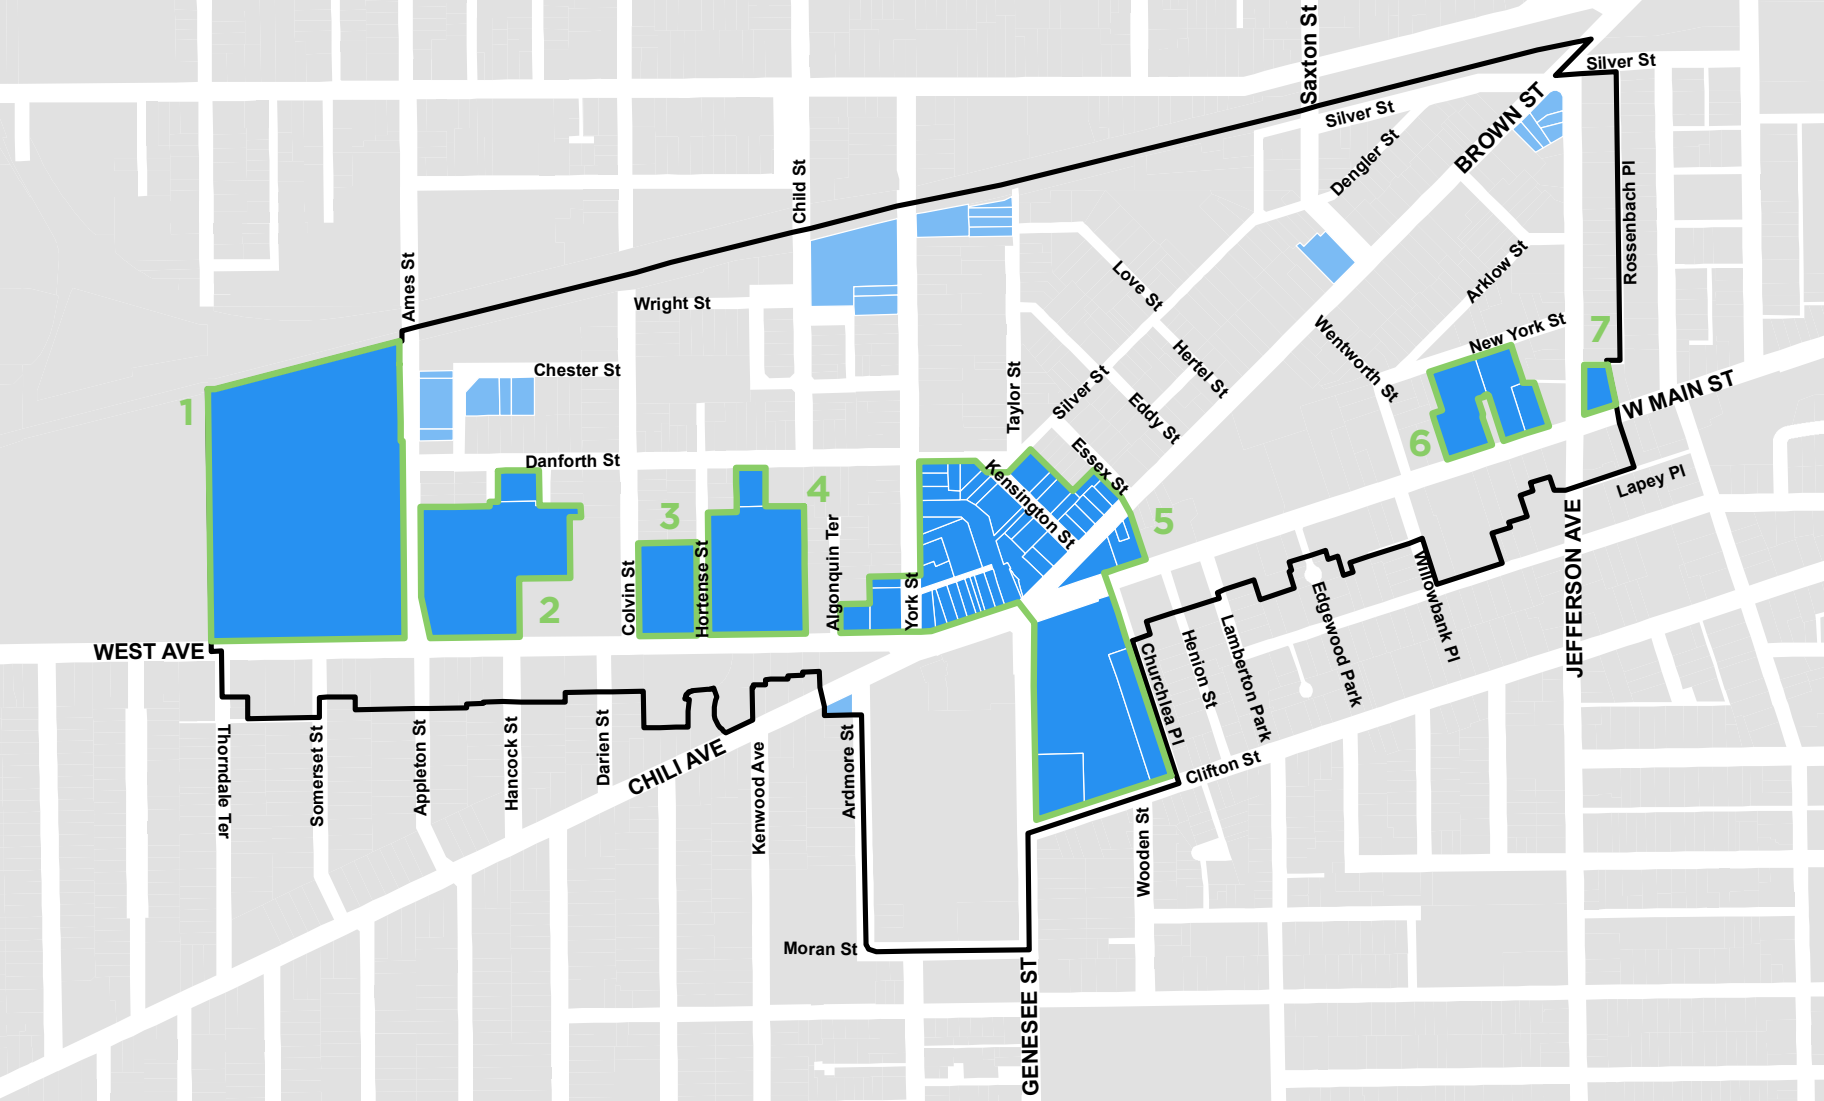 Saxton St
Silver St
Silver St
BROWN ST
Dengler St
Child St
Rossenbach Pl
Ames St
Love St
Arklow St
Wright St
Wentworth St
New York St
7
Chester St
Hertel St
Taylor St
Silver St
W MAIN ST
1
Eddy St
6
Danforth St
Essex St
Kensington St
4
Lapey Pl
3
5
Algonquin Ter
JEFFERSON AVE
2
Colvin St
Hortense St
York St
Willowbank Pl
Edgewood Park
WEST AVE
Churchlea Pl
Henion St
Lamberton Park
Thorndale Ter
Somerset St
Appleton St
Hancock St
Darien St
CHILI AVE
Kenwood Ave
Ardmore St
Clifton St
Wooden St
Moran St
GENESEE ST